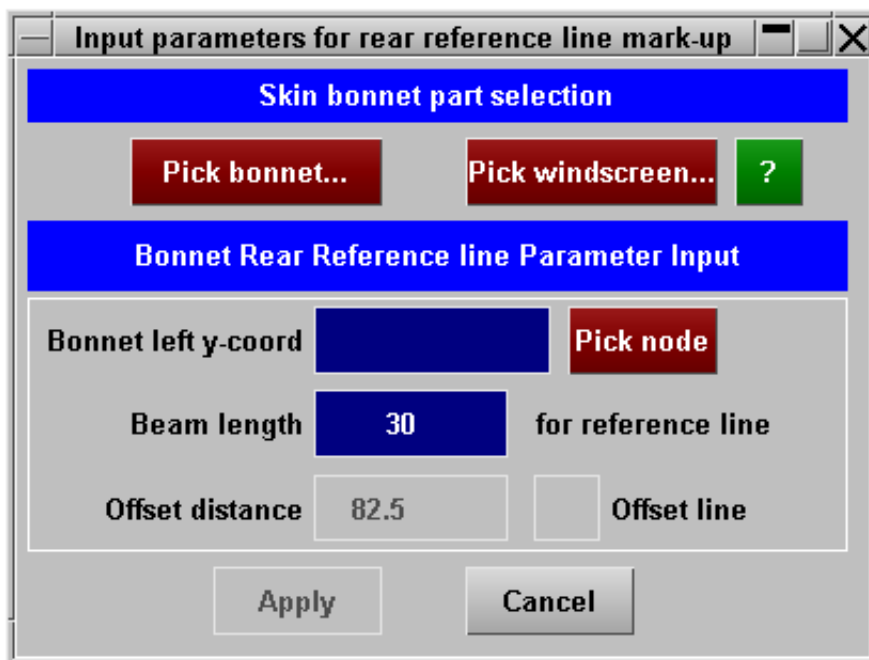 Input parameters for rear reference line mark-up
Skin bonnet part selection
Pick bonnet... Pick windscreen... ?
Bonnet Rear Reference line Parameter Input
Bonnet left y-coord Pick node
Beam length 30 for reference line
Offset distance 82.5 Offset line
Apply Cancel